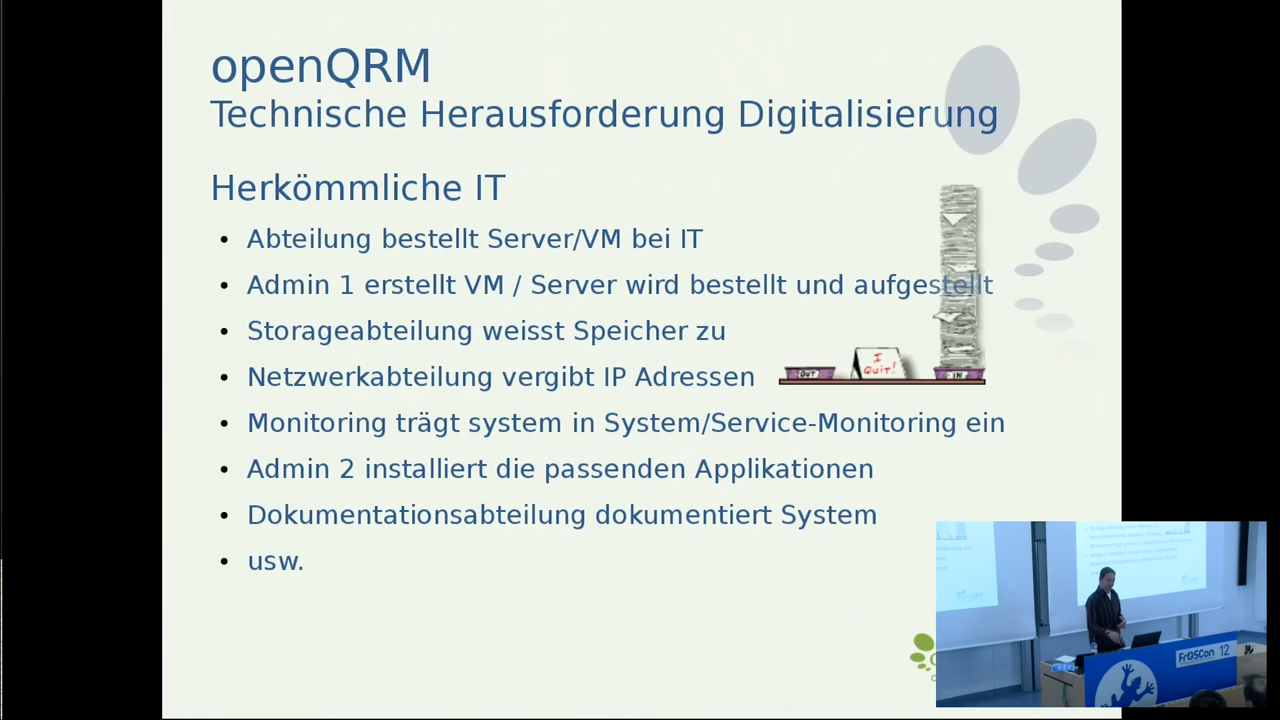 openQRM
Technische Herausforderung Digitalisierung
Herkömmliche IT
• Abteilung bestellt Server/VM bei IT
• Admin 1 erstellt VM / Server wird bestellt und aufgestellt
• Storageabteilung weisst Speicher zu
• Netzwerkabteilung vergibt IP Adressen
OUT
I
QUIT!
IN
• Monitoring trägt system in System/Service-Monitoring ein
• Admin 2 installiert die passenden Applikationen
• Dokumentationsabteilung dokumentiert System
• usw.
FrOSCon 12